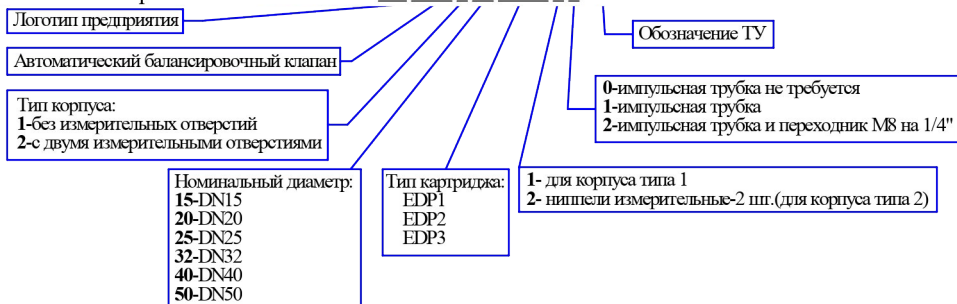 Логотип предприятия
Обозначение ТУ
Автоматический балансировочный клапан
0-импульсная трубка не требуется
1-импульсная трубка
2-импульсная трубка и переходник М8 на 1/4"
Тип корпуса:
1-без измерительных отверстий
2-с двумя измерительными отверстиями
Номинальный диаметр:
15-DN15
20-DN20
25-DN25
32-DN32
40-DN40
50-DN50
Тип картриджа:
EDP1
EDP2
EDP3
1- для корпуса типа 1
2- ниппели измерительные-2 шт.(для корпуса типа 2)